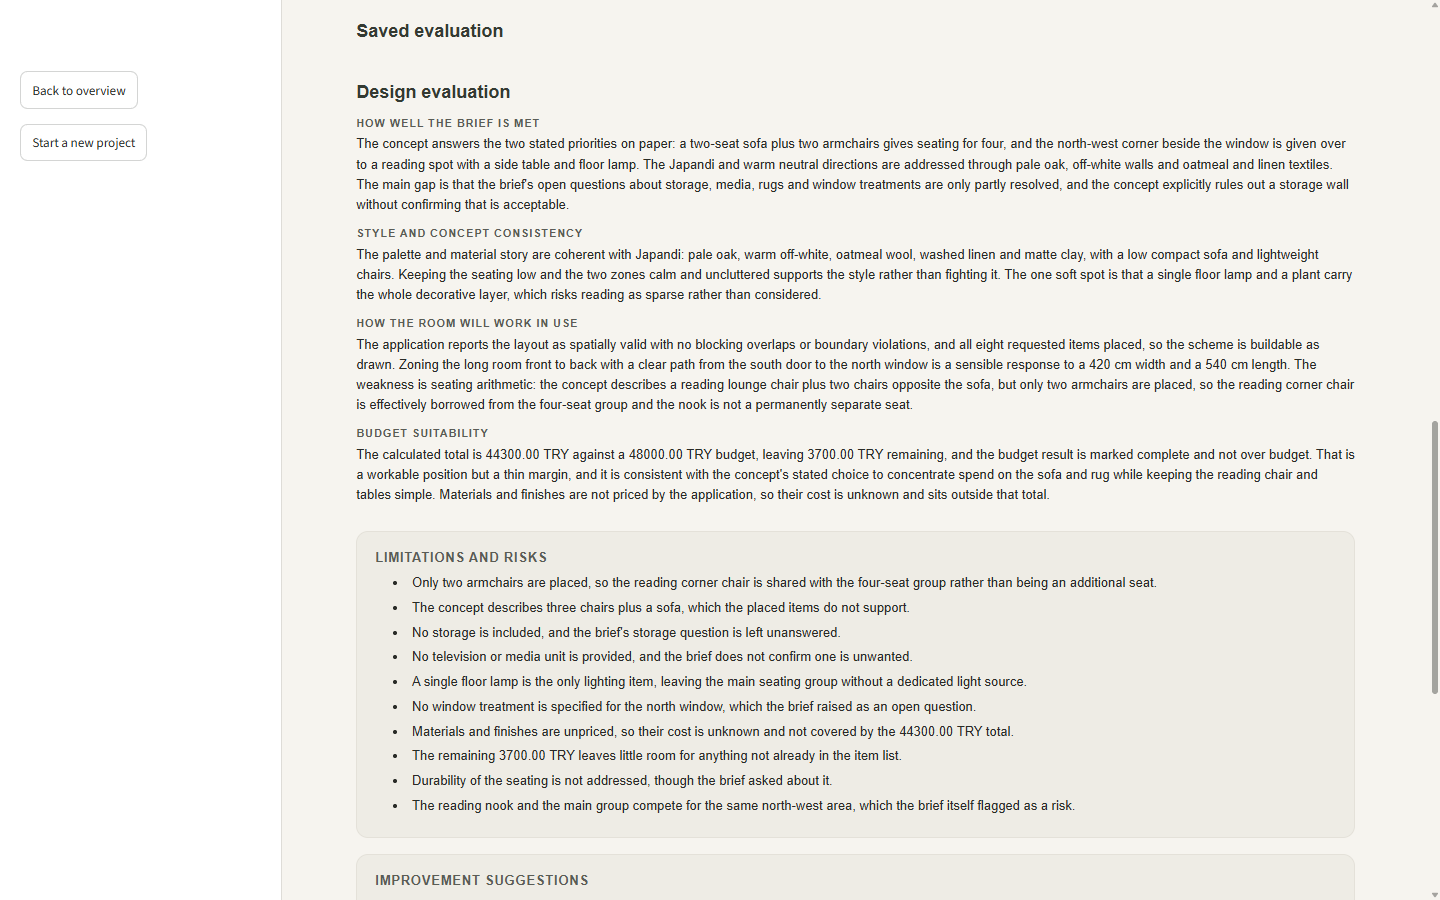 Back to overview
Start a new project
Saved evaluation
Design evaluation
HOW WELL THE BRIEF IS MET
The concept answers the two stated priorities on paper: a two-seat sofa plus two armchairs gives seating for four, and the north-west corner beside the window is given over
to a reading spot with a side table and floor lamp. The Japandi and warm neutral directions are addressed through pale oak, off-white walls and oatmeal and linen textiles.
The main gap is that the brief's open questions about storage, media, rugs and window treatments are only partly resolved, and the concept explicitly rules out a storage wall
without confirming that is acceptable.
STYLE AND CONCEPT CONSISTENCY
The palette and material story are coherent with Japandi: pale oak, warm off-white, oatmeal wool, washed linen and matte clay, with a low compact sofa and lightweight
chairs. Keeping the seating low and the two zones calm and uncluttered supports the style rather than fighting it. The one soft spot is that a single floor lamp and a plant carry
the whole decorative layer, which risks reading as sparse rather than considered.
HOW THE ROOM WILL WORK IN USE
The application reports the layout as spatially valid with no blocking overlaps or boundary violations, and all eight requested items placed, so the scheme is buildable as
drawn. Zoning the long room front to back with a clear path from the south door to the north window is a sensible response to a 420 cm width and a 540 cm length. The
weakness is seating arithmetic: the concept describes a reading lounge chair plus two chairs opposite the sofa, but only two armchairs are placed, so the reading corner chair
is effectively borrowed from the four-seat group and the nook is not a permanently separate seat.
BUDGET SUITABILITY
The calculated total is 44300.00 TRY against a 48000.00 TRY budget, leaving 3700.00 TRY remaining, and the budget result is marked complete and not over budget. That is
a workable position but a thin margin, and it is consistent with the concept's stated choice to concentrate spend on the sofa and rug while keeping the reading chair and
tables simple. Materials and finishes are not priced by the application, so their cost is unknown and sits outside that total.
LIMITATIONS AND RISKS
• Only two armchairs are placed, so the reading corner chair is shared with the four-seat group rather than being an additional seat.
• The concept describes three chairs plus a sofa, which the placed items do not support.
• No storage is included, and the brief's storage question is left unanswered.
• No television or media unit is provided, and the brief does not confirm one is unwanted.
• A single floor lamp is the only lighting item, leaving the main seating group without a dedicated light source.
• No window treatment is specified for the north window, which the brief raised as an open question.
• Materials and finishes are unpriced, so their cost is unknown and not covered by the 44300.00 TRY total.
• The remaining 3700.00 TRY leaves little room for anything not already in the item list.
• Durability of the seating is not addressed, though the brief asked about it.
• The reading nook and the main group compete for the same north-west area, which the brief itself flagged as a risk.
IMPROVEMENT SUGGESTIONS